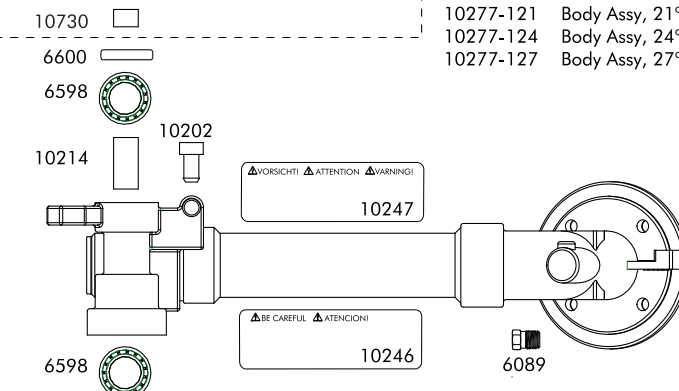 10730
10277-121 Body Assy, 21°
10277-124 Body Assy, 24°
10277-127 Body Assy, 27°
6600
6598
10202
10214
⚠VORSICHT! ⚠ ATTENTION ⚠VARNING!
10247
⚠BE CAREFUL ⚠ ATENCION!
10246
6598
6089